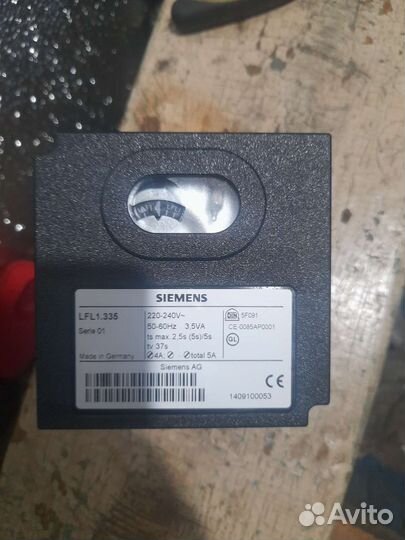 SIEMENS
LFL1.335
Serie 01
220-240V~
50-60Hz 3,5VA
ts max. 2,5s (5s)/5s
tv 37s
Made in Germany
4A; total 5A
Siemens AG
DIN 5F091
CE 0085AP0001
GL
CE
1409100053
Avito